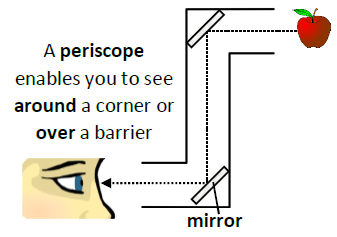 A periscope
enables you to see
around a corner or
over a barrier
mirror